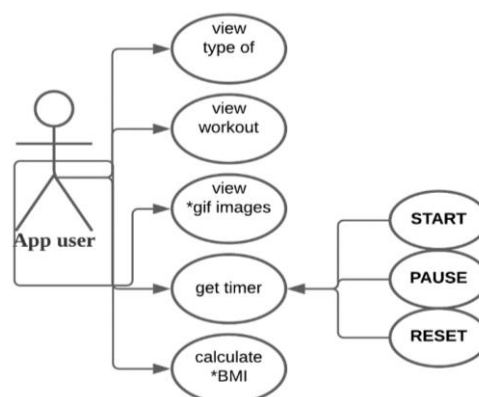 view
type of
view
workout
view
*gif images
App user
START
get timer
PAUSE
RESET
calculate
*BMI